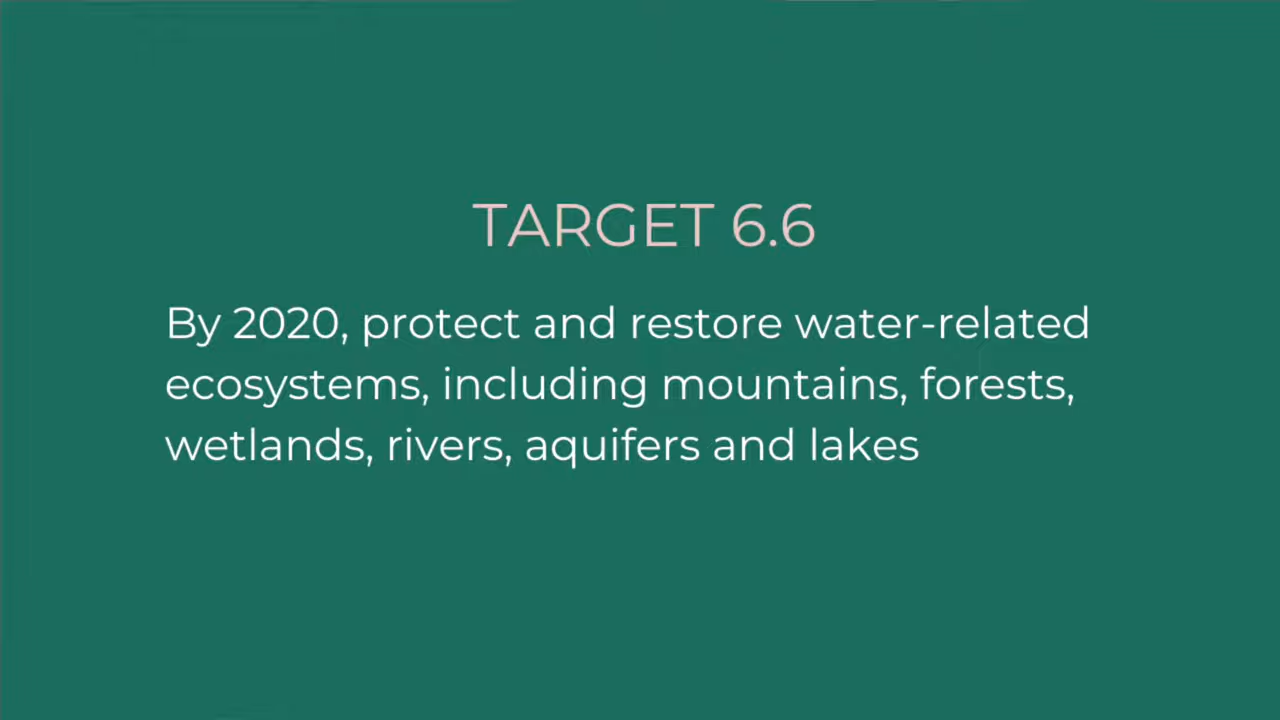 TARGET 6.6
By 2020, protect and restore water-related
ecosystems, including mountains, forests,
wetlands, rivers, aquifers and lakes